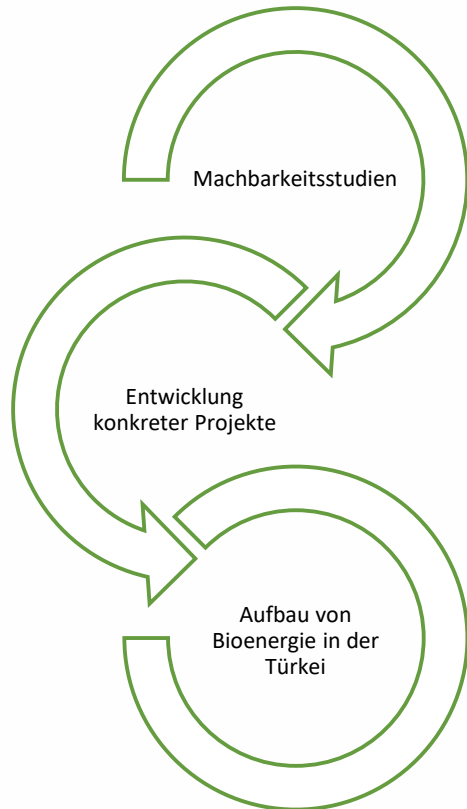 Machbarkeitsstudien
Entwicklung
konkreter Projekte
Aufbau von
Bioenergie in der
Türkei